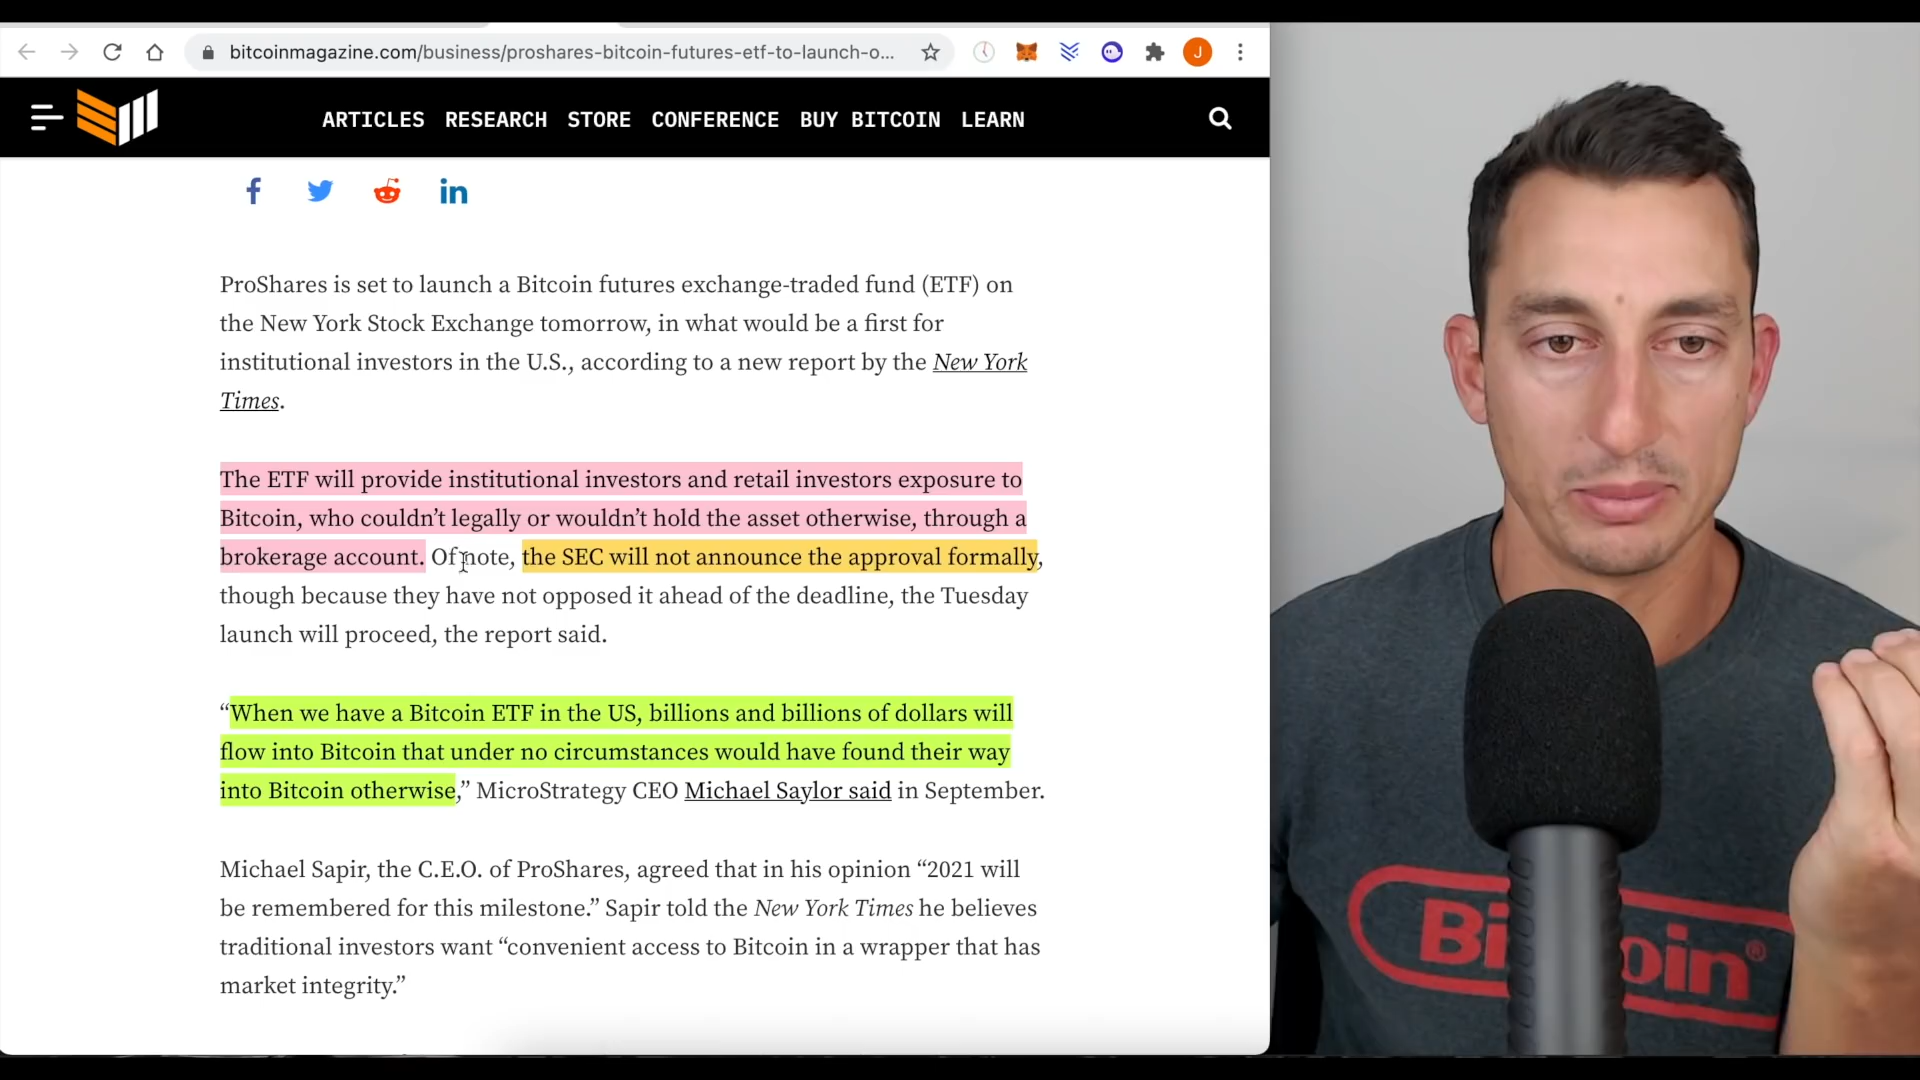 bitcoinmagazine.com/business/proshares-bitcoin-futures-etf-to-launch-o...
J
ARTICLES RESEARCH STORE CONFERENCE BUY BITCOIN LEARN
ProShares is set to launch a Bitcoin futures exchange-traded fund (ETF) on
the New York Stock Exchange tomorrow, in what would be a first for
institutional investors in the U.S., according to a new report by the New York
Times.
The ETF will provide institutional investors and retail investors exposure to
Bitcoin, who couldn’t legally or wouldn’t hold the asset otherwise, through a
brokerage account. Of note, the SEC will not announce the approval formally,
though because they have not opposed it ahead of the deadline, the Tuesday
launch will proceed, the report said.
“When we have a Bitcoin ETF in the US, billions and billions of dollars will
flow into Bitcoin that under no circumstances would have found their way
into Bitcoin otherwise,” MicroStrategy CEO Michael Saylor said in September.
Michael Sapir, the C.E.O. of ProShares, agreed that in his opinion “2021 will
be remembered for this milestone.” Sapir told the New York Times he believes
traditional investors want “convenient access to Bitcoin in a wrapper that has
market integrity.”
Bi oin®